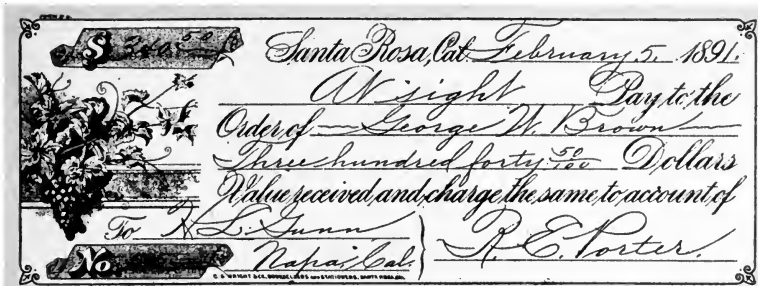 $ 340 50
Santa Rosa, Cal. February 5. 1891.
At sight Pay to the
Order of George W. Brown
Three hundred forty 50/100 Dollars
Value received and charge the same to account of
To H. L. Gunn
Napa, Cal.
R. E. Porter.
No.